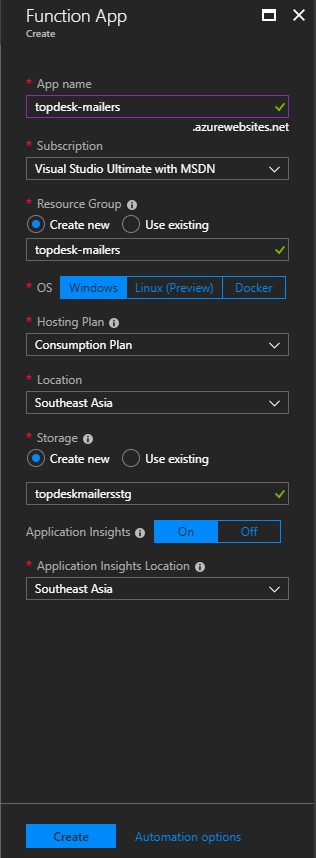 Function App
Create
* App name
topdesk-mailers
.azurewebsites.net
* Subscription
Visual Studio Ultimate with MSDN
* Resource Group
Create new Use existing
topdesk-mailers
* OS Windows Linux (Preview) Docker
* Hosting Plan
Consumption Plan
* Location
Southeast Asia
* Storage
Create new Use existing
topdeskmailersstg
Application Insights On Off
* Application Insights Location
Southeast Asia
Create Automation options